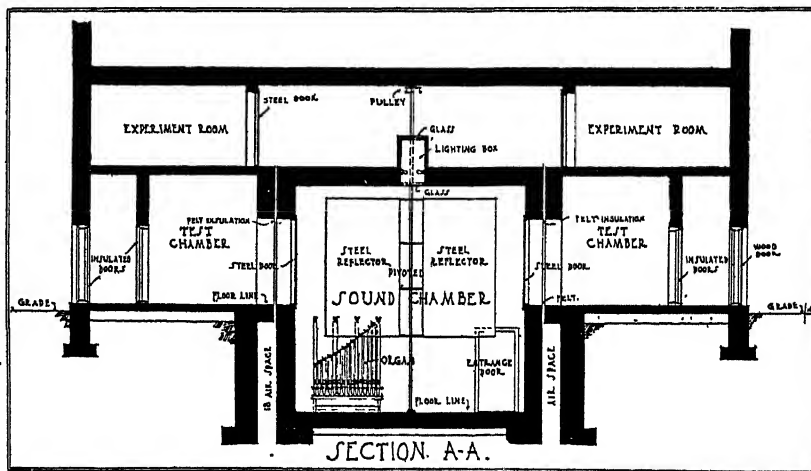 STEEL DOOR
PULLEY
GLASS
EXPERIMENT ROOM
LIGHTING BOX
EXPERIMENT ROOM
GLASS
FELT INSULATION
TEST
CHAMBER
FELT INSULATION
TEST
CHAMBER
INSULATED
DOORS
STEEL DOOR
STEEL
REFLECTOR
PIVOTED
STEEL
REFLECTOR
STEEL DOOR
INSULATED
DOORS
WOOD
DOOR
GRADE
FLOOR LINE
SOUND CHAMBER
FELT.
GRADE
ORGAN
ENTRANCE
DOOR
18 AIR SPACE
FLOOR LINE
AIR SPACE
SECTION. A-A.